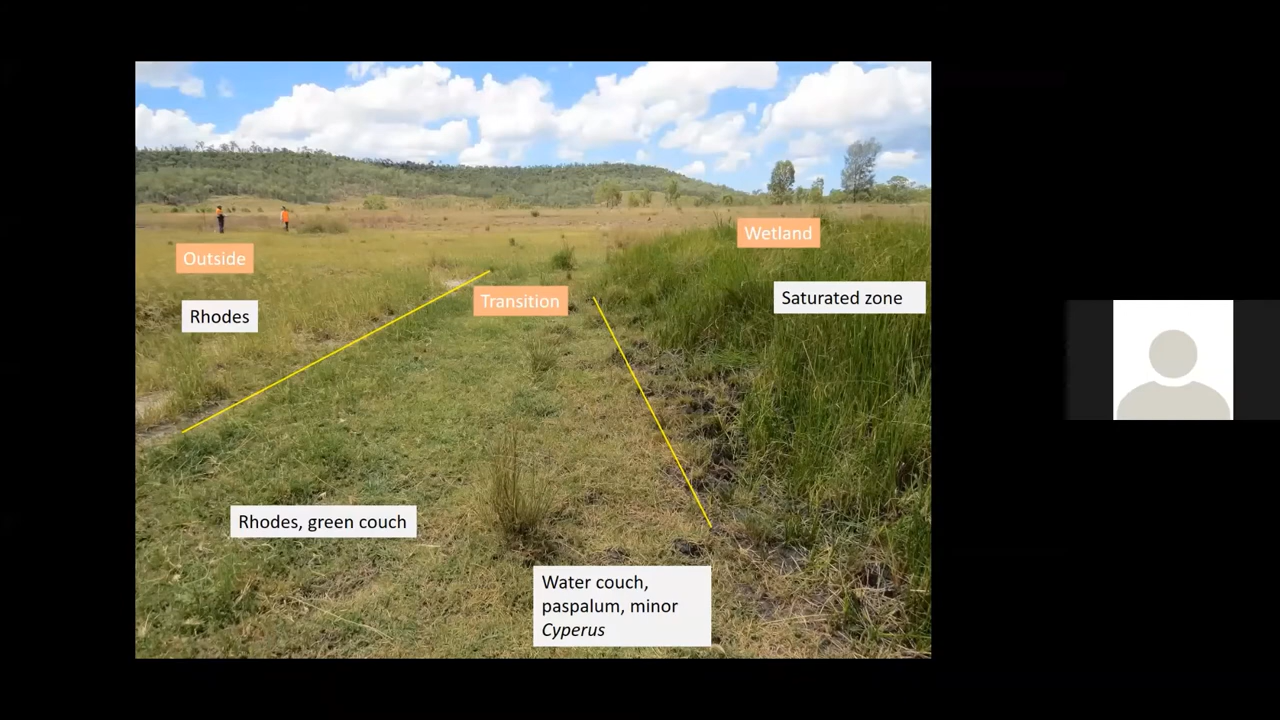 Wetland
Outside
Saturated zone
Transition
Rhodes
Rhodes, green couch
Water couch,
paspalum, minor
Cyperus